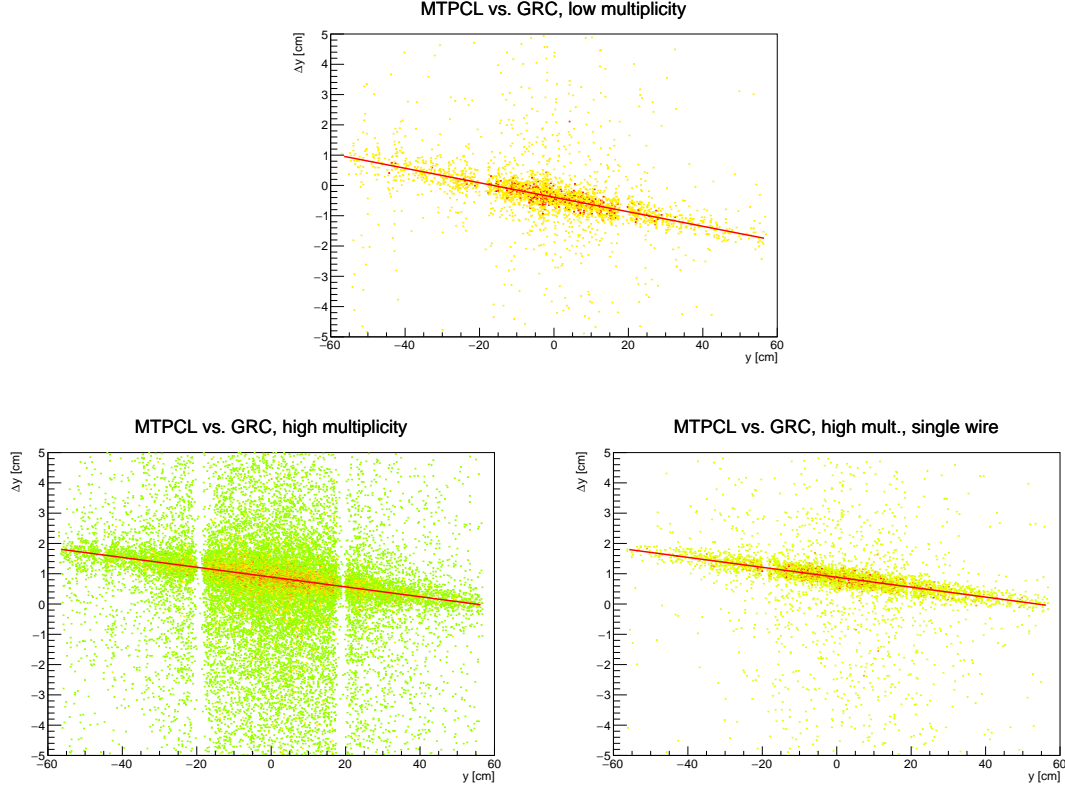 MTPCL vs. GRC, low multiplicity
Δy [cm]
5
4
3
2
1
0
−1
−2
−3
−4
−5
−60 −40 −20 0 20 40 60
y [cm]
MTPCL vs. GRC, high multiplicity
Δy [cm]
5
4
3
2
1
0
−1
−2
−3
−4
−5
−60 −40 −20 0 20 40 60
y [cm]
MTPCL vs. GRC, high mult., single wire
Δy [cm]
5
4
3
2
1
0
−1
−2
−3
−4
−5
−60 −40 −20 0 20 40 60
y [cm]